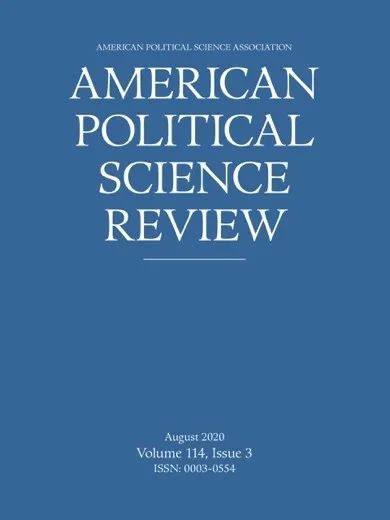 AMERICAN POLITICAL SCIENCE ASSOCIATION
AMERICAN
POLITICAL
SCIENCE
REVIEW
August 2020
Volume 114, Issue 3
ISSN: 0003-0554